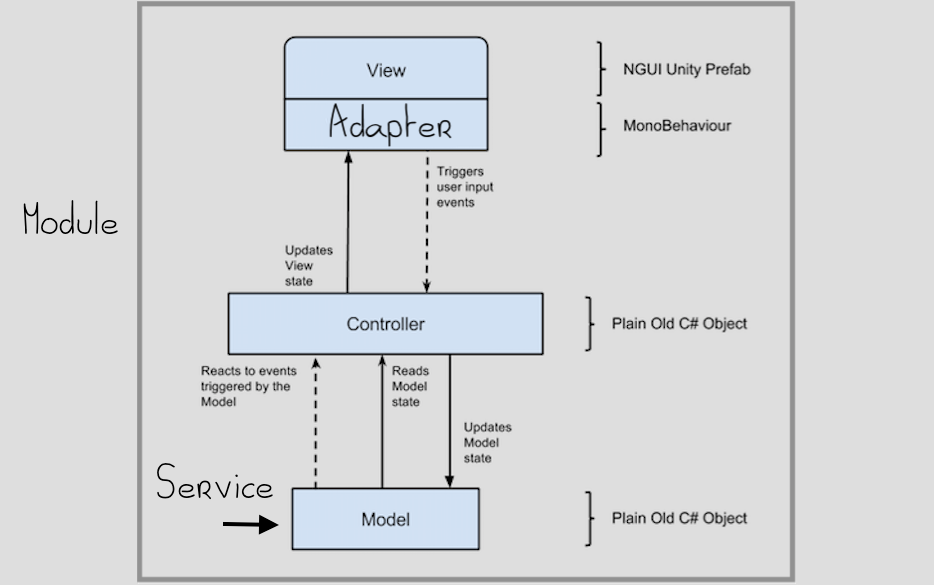 View
NGUI Unity Prefab
Adapter
MonoBehaviour
Triggers
user input
events
Module
Updates
View
state
Controller
Plain Old C# Object
Reacts to events
triggered by the
Model
Reads
Model
state
Updates
Model
state
Service
Model
Plain Old C# Object